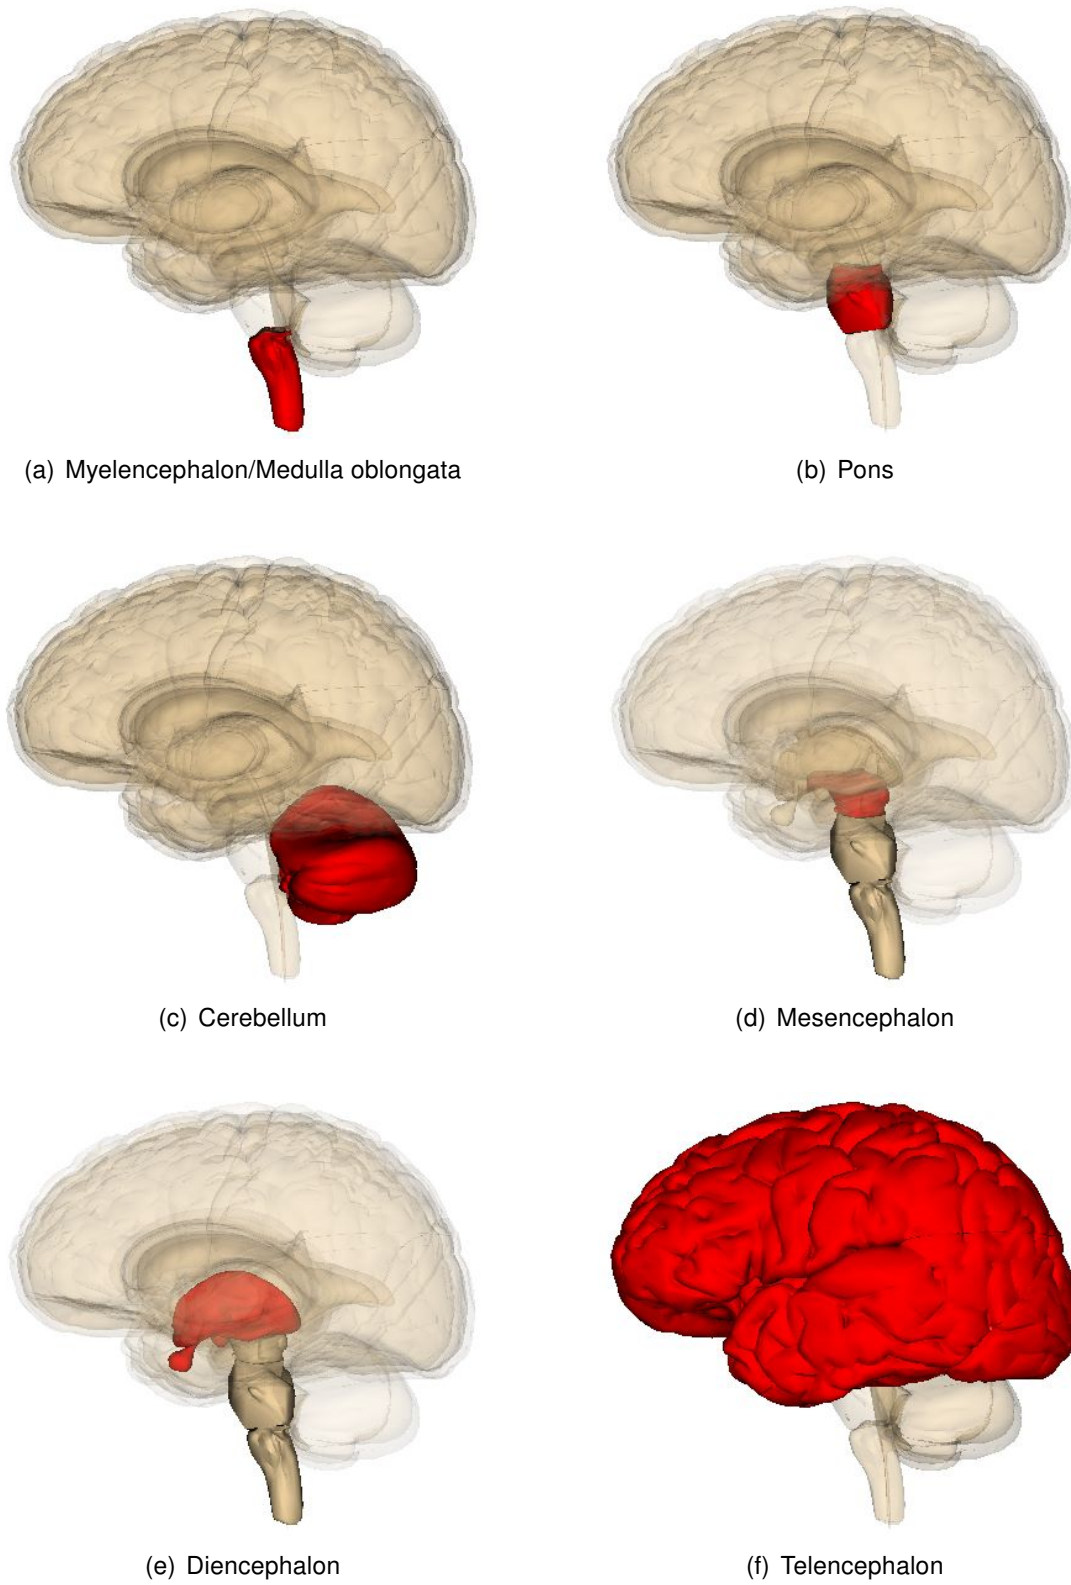 (a) Myelencephalon/Medulla oblongata
(b) Pons
(c) Cerebellum
(d) Mesencephalon
(e) Diencephalon
(f) Telencephalon